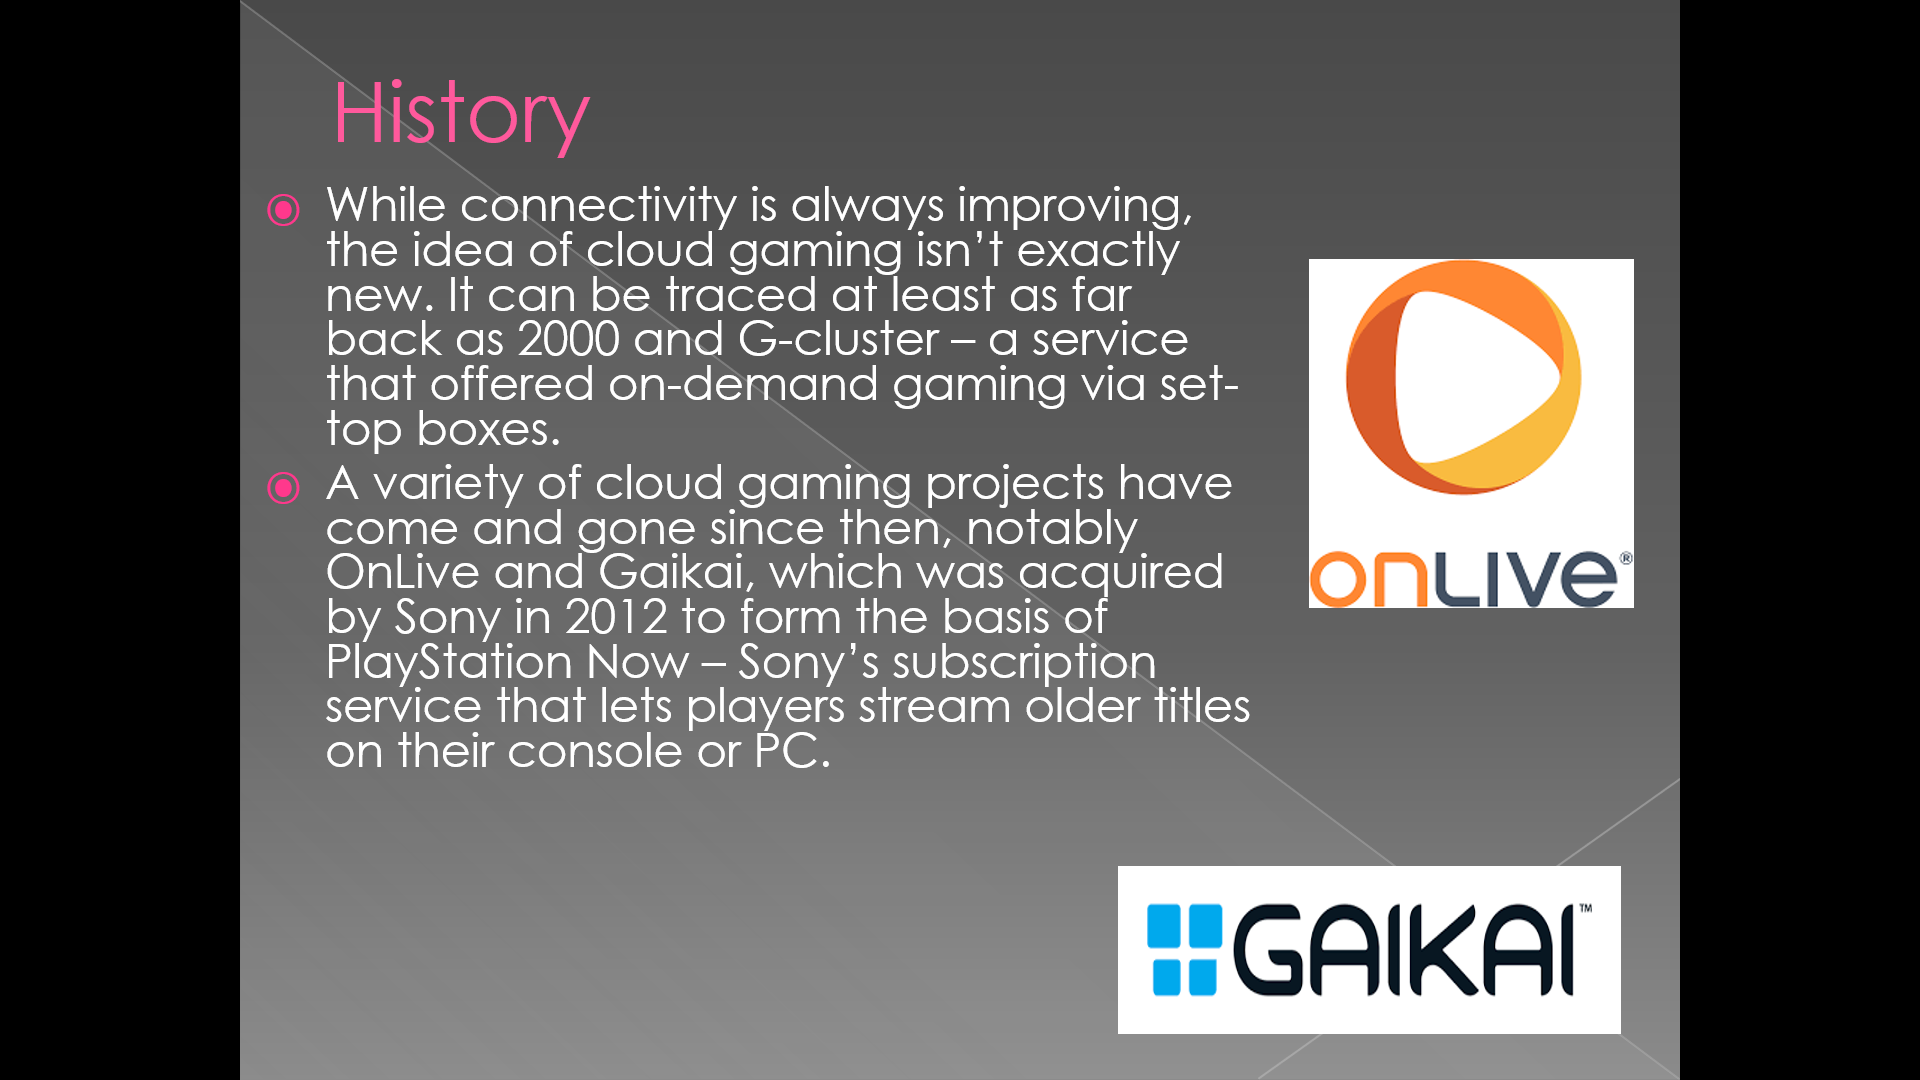 History
While connectivity is always improving,
the idea of cloud gaming isn’t exactly
new. It can be traced at least as far
back as 2000 and G-cluster – a service
that offered on-demand gaming via set-
top boxes.
A variety of cloud gaming projects have
come and gone since then, notably
OnLive and Gaikai, which was acquired
by Sony in 2012 to form the basis of
PlayStation Now – Sony’s subscription
service that lets players stream older titles
on their console or PC.
onLIVe®
GAIKAI™